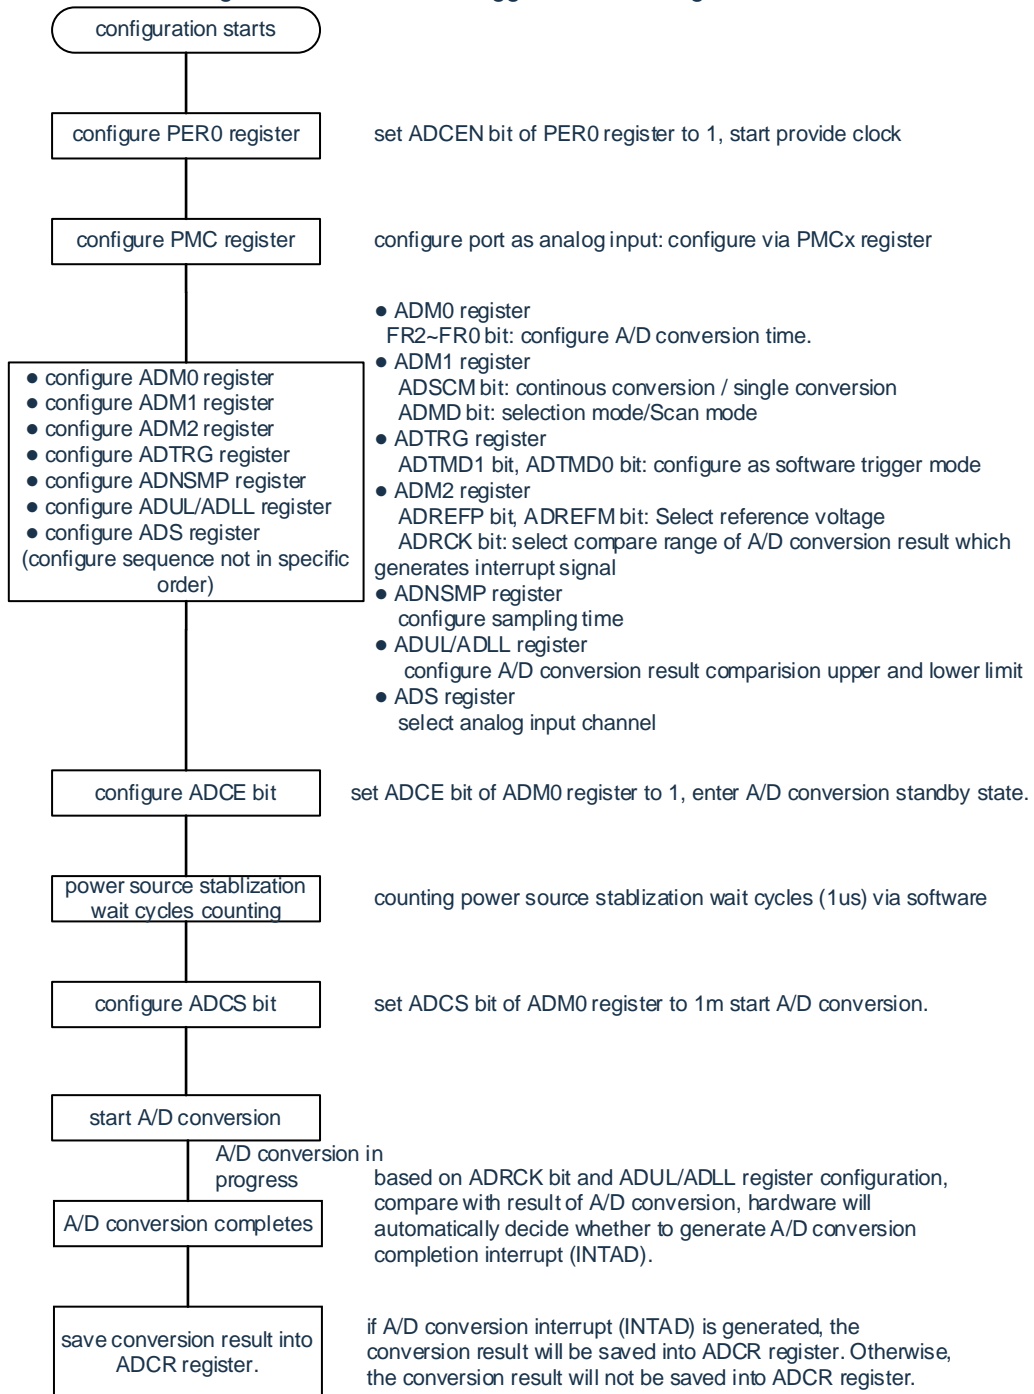 configuration starts
configure PER0 register
set ADCEN bit of PER0 register to 1, start provide clock
configure PMC register
configure port as analog input: configure via PMCx register
● configure ADM0 register
● configure ADM1 register
● configure ADM2 register
● configure ADTRG register
● configure ADNSMP register
● configure ADUL/ADLL register
● configure ADS register
(configure sequence not in specific
order)
● ADM0 register
FR2~FR0 bit: configure A/D conversion time.
● ADM1 register
ADSCM bit: continous conversion / single conversion
ADMD bit: selection mode/Scan mode
● ADTRG register
ADTMD1 bit, ADTMD0 bit: configure as software trigger mode
● ADM2 register
ADREFP bit, ADREFM bit: Select reference voltage
ADRCK bit: select compare range of A/D conversion result which
generates interrupt signal
● ADNSMP register
configure sampling time
● ADUL/ADLL register
configure A/D conversion result comparision upper and lower limit
● ADS register
select analog input channel
configure ADCE bit
set ADCE bit of ADM0 register to 1, enter A/D conversion standby state.
power source stablization
wait cycles counting
counting power source stablization wait cycles (1us) via software
configure ADCS bit
set ADCS bit of ADM0 register to 1m start A/D conversion.
start A/D conversion
A/D conversion in
progress
A/D conversion completes
based on ADRCK bit and ADUL/ADLL register configuration,
compare with result of A/D conversion, hardware will
automatically decide whether to generate A/D conversion
completion interrupt (INTAD).
save conversion result into
ADCR register.
if A/D conversion interrupt (INTAD) is generated, the
conversion result will be saved into ADCR register. Otherwise,
the conversion result will not be saved into ADCR register.